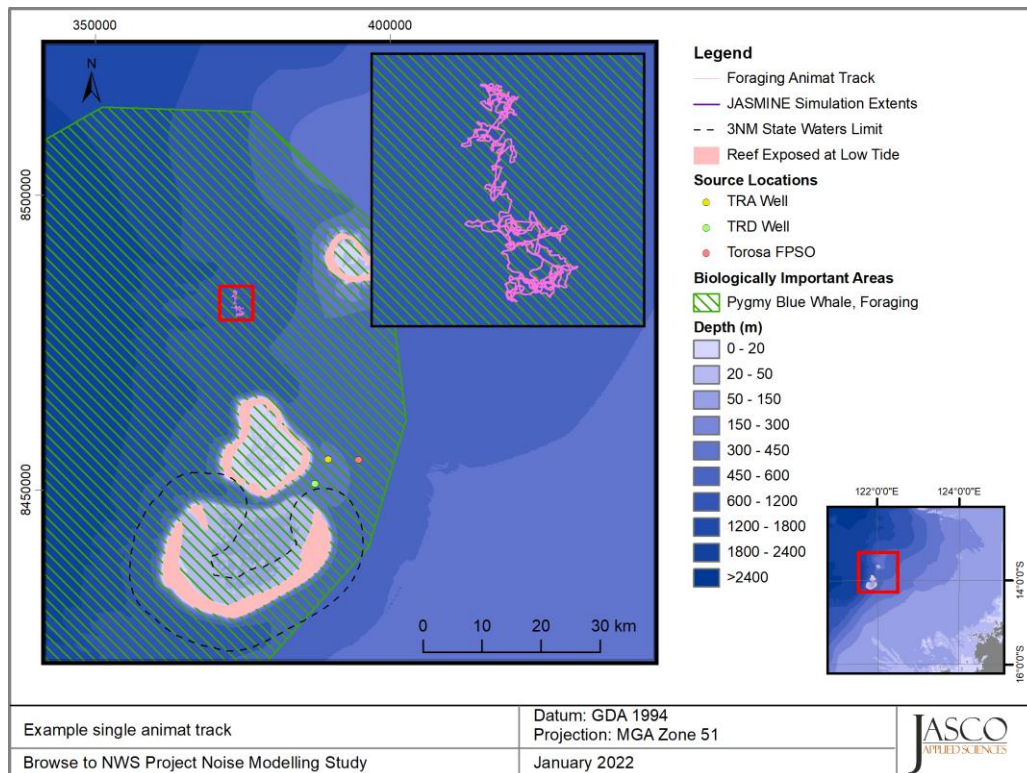 350000
400000
N
8500000
8450000
0 10 20 30 km
Legend
Foraging Animat Track
JASMINE Simulation Extents
3NM State Waters Limit
Reef Exposed at Low Tide
Source Locations
TRA Well
TRD Well
Torosa FPSO
Biologically Important Areas
Pygmy Blue Whale, Foraging
Depth (m)
0 - 20
20 - 50
50 - 150
150 - 300
300 - 450
450 - 600
600 - 1200
1200 - 1800
1800 - 2400
>2400
122°0'0"E
124°0'0"E
14°0'0"S
16°0'0"S
Example single animat track
Browse to NWS Project Noise Modelling Study
Datum: GDA 1994
Projection: MGA Zone 51
January 2022
JASCO
APPLIED SCIENCES